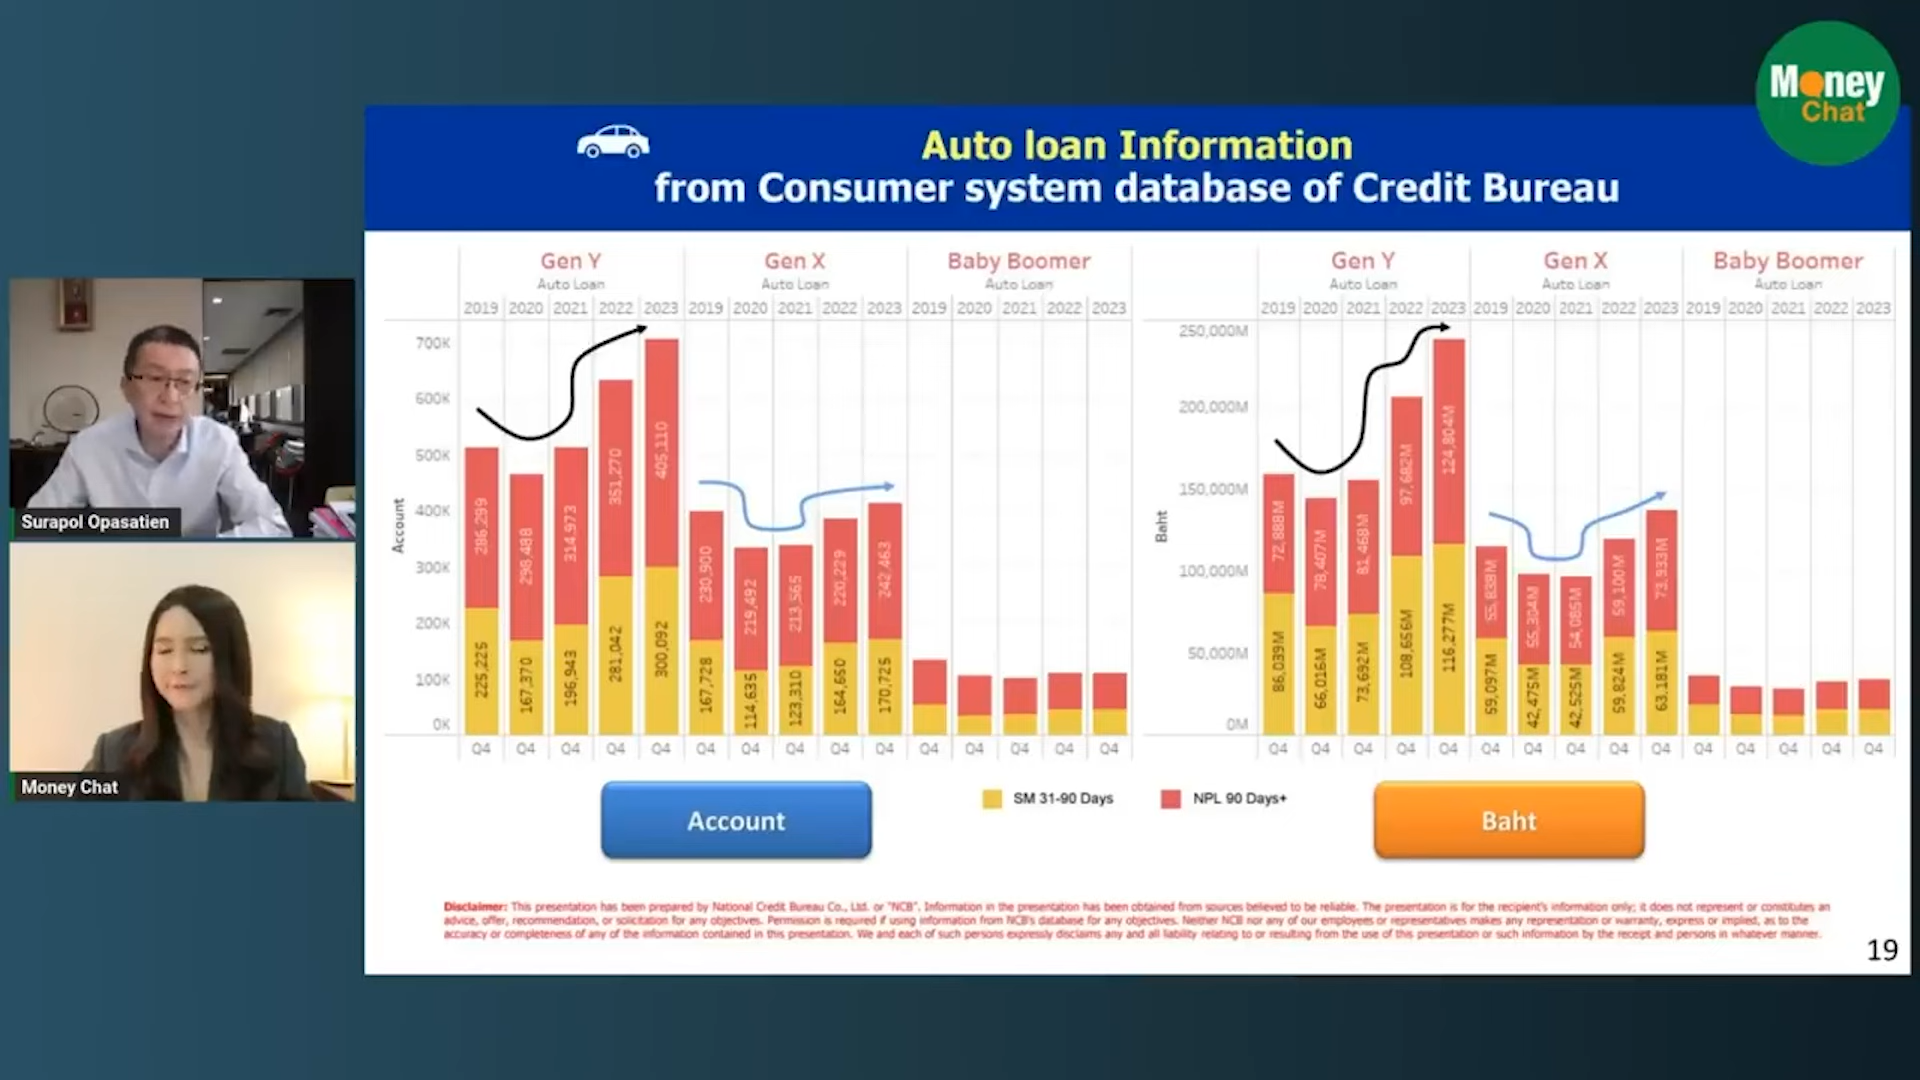 Money
Chat
Auto loan Information
from Consumer system database of Credit Bureau
Gen Y
Auto Loan
2019 2020 2021 2022 2023
Gen X
Auto Loan
2019 2020 2021 2022 2023
Baby Boomer
Auto Loan
2019 2020 2021 2022 2023
Account
700K
600K
500K
400K
300K
200K
100K
0K
286,299 298,488 314,973 351,270 405,110
225,225 167,370 196,943 281,042 300,092
230,900 219,492 213,565 220,229 242,463
167,728 114,635 123,310 164,650 170,725
Q4 Q4 Q4 Q4 Q4 Q4 Q4 Q4 Q4 Q4 Q4 Q4 Q4 Q4 Q4
Gen Y
Auto Loan
2019 2020 2021 2022 2023
Gen X
Auto Loan
2019 2020 2021 2022 2023
Baby Boomer
Auto Loan
2019 2020 2021 2022 2023
Baht
250,000M
200,000M
150,000M
100,000M
50,000M
0M
72,888M 78,407M 81,468M 97,682M 124,804M
86,039M 66,016M 73,692M 108,656M 116,277M
55,838M 55,304M 54,085M 59,100M 73,933M
59,097M 42,475M 42,525M 59,824M 63,181M
Q4 Q4 Q4 Q4 Q4 Q4 Q4 Q4 Q4 Q4 Q4 Q4 Q4 Q4 Q4
Account
SM 31-90 Days
NPL 90 Days+
Baht
Disclaimer: This presentation has been prepared by National Credit Bureau Co., Ltd. or "NCB". Information in the presentation has been obtained from sources believed to be reliable. The presentation is for the recipient's information only; it does not represent or constitutes an
advice, offer, recommendation, or solicitation for any objectives. Permission is required if using information from NCB's database for any objectives. Neither NCB nor any of our employees or representatives makes any representation or warranty, express or implied, as to the
accuracy or completeness of any of the information contained in this presentation. We and each of such persons expressly disclaims any and all liability relating to or resulting from the use of this presentation or such information by the receipt and persons in whatever manner.
19
Surapol Opasatien
Money Chat